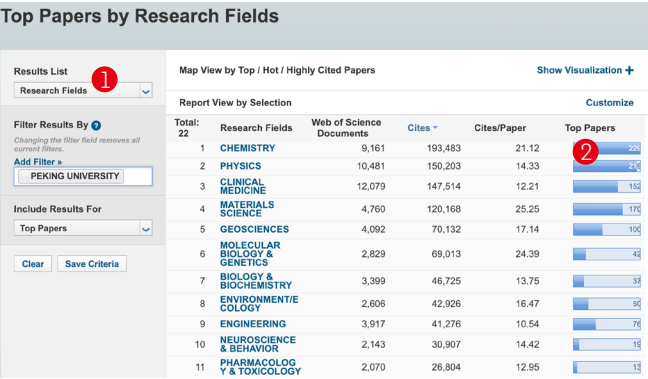 Top Papers by Research Fields
Results List
1
Research Fields
Filter Results By ?
Changing the filter field removes all
current filters.
Add Filter »
PEKING UNIVERSITY
Include Results For
Top Papers
Clear Save Criteria
Map View by Top / Hot / Highly Cited Papers Show Visualization +
Report View by Selection Customize
Total:
22 Research Fields Web of Science
Documents Cites Cites/Paper Top Papers
2
1 CHEMISTRY 9,161 193,483 21.12 229
2 PHYSICS 10,481 150,203 14.33
3 CLINICAL
MEDICINE 12,079 147,514 12.21 152
4 MATERIALS
SCIENCE 4,760 120,168 25.25 170
5 GEOSCIENCES 4,092 70,132 17.14 100
6 MOLECULAR
BIOLOGY &
GENETICS 2,829 69,013 24.39 42
7 BIOLOGY &
BIOCHEMISTRY 3,399 46,725 13.75 37
8 ENVIRONMENT/E
COLOGY 2,606 42,926 16.47 50
9 ENGINEERING 3,917 41,276 10.54 76
10 NEUROSCIENCE
& BEHAVIOR 2,143 30,907 14.42 19
11 PHARMACOLOG
Y & TOXICOLOGY 2,070 26,804 12.95 13